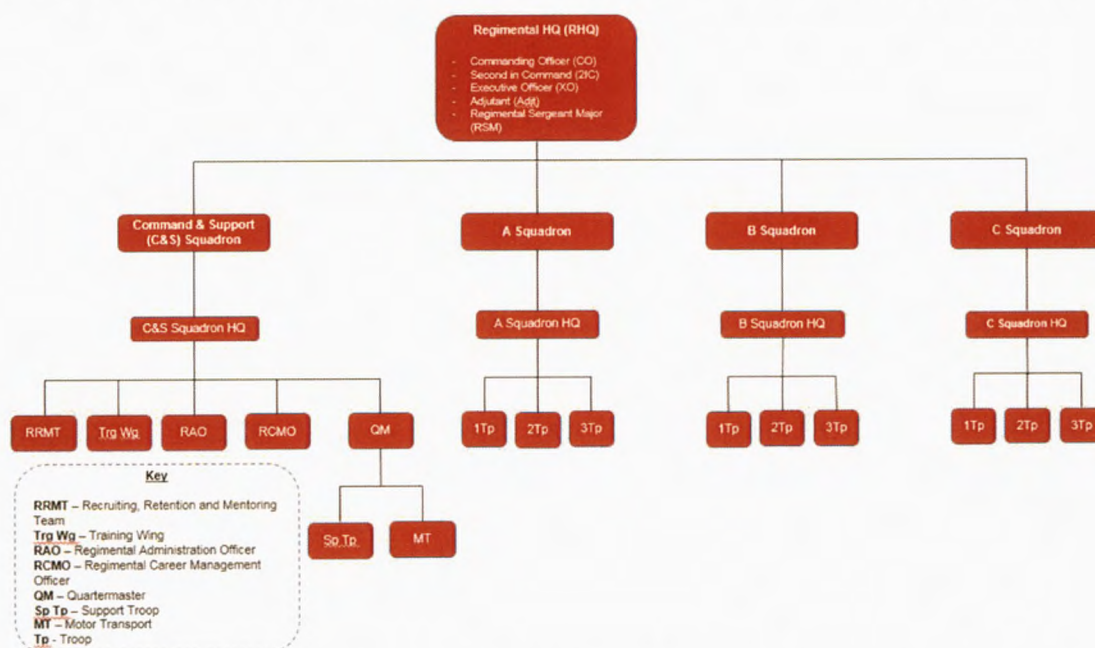 Regimental HQ (RHQ)
- Commanding Officer (CO)
- Second in Command (2IC)
- Executive Officer (XO)
- Adjutant (Adjt)
- Regimental Sergeant Major
(RSM)
Command & Support
(C&S) Squadron
A Squadron
B Squadron
C Squadron
C&S Squadron HQ
A Squadron HQ
B Squadron HQ
C Squadron HQ
RRMT
Trg Wg
RAO
RCMO
QM
1Tp
2Tp
3Tp
1Tp
2Tp
3Tp
1Tp
2Tp
3Tp
Sp Tp
MT
Key
RRMT – Recruiting, Retention and Mentoring
Team
Trg Wg – Training Wing
RAO – Regimental Administration Officer
RCMO – Regimental Career Management
Officer
QM – Quartermaster
Sp Tp – Support Troop
MT – Motor Transport
Tp - Troop